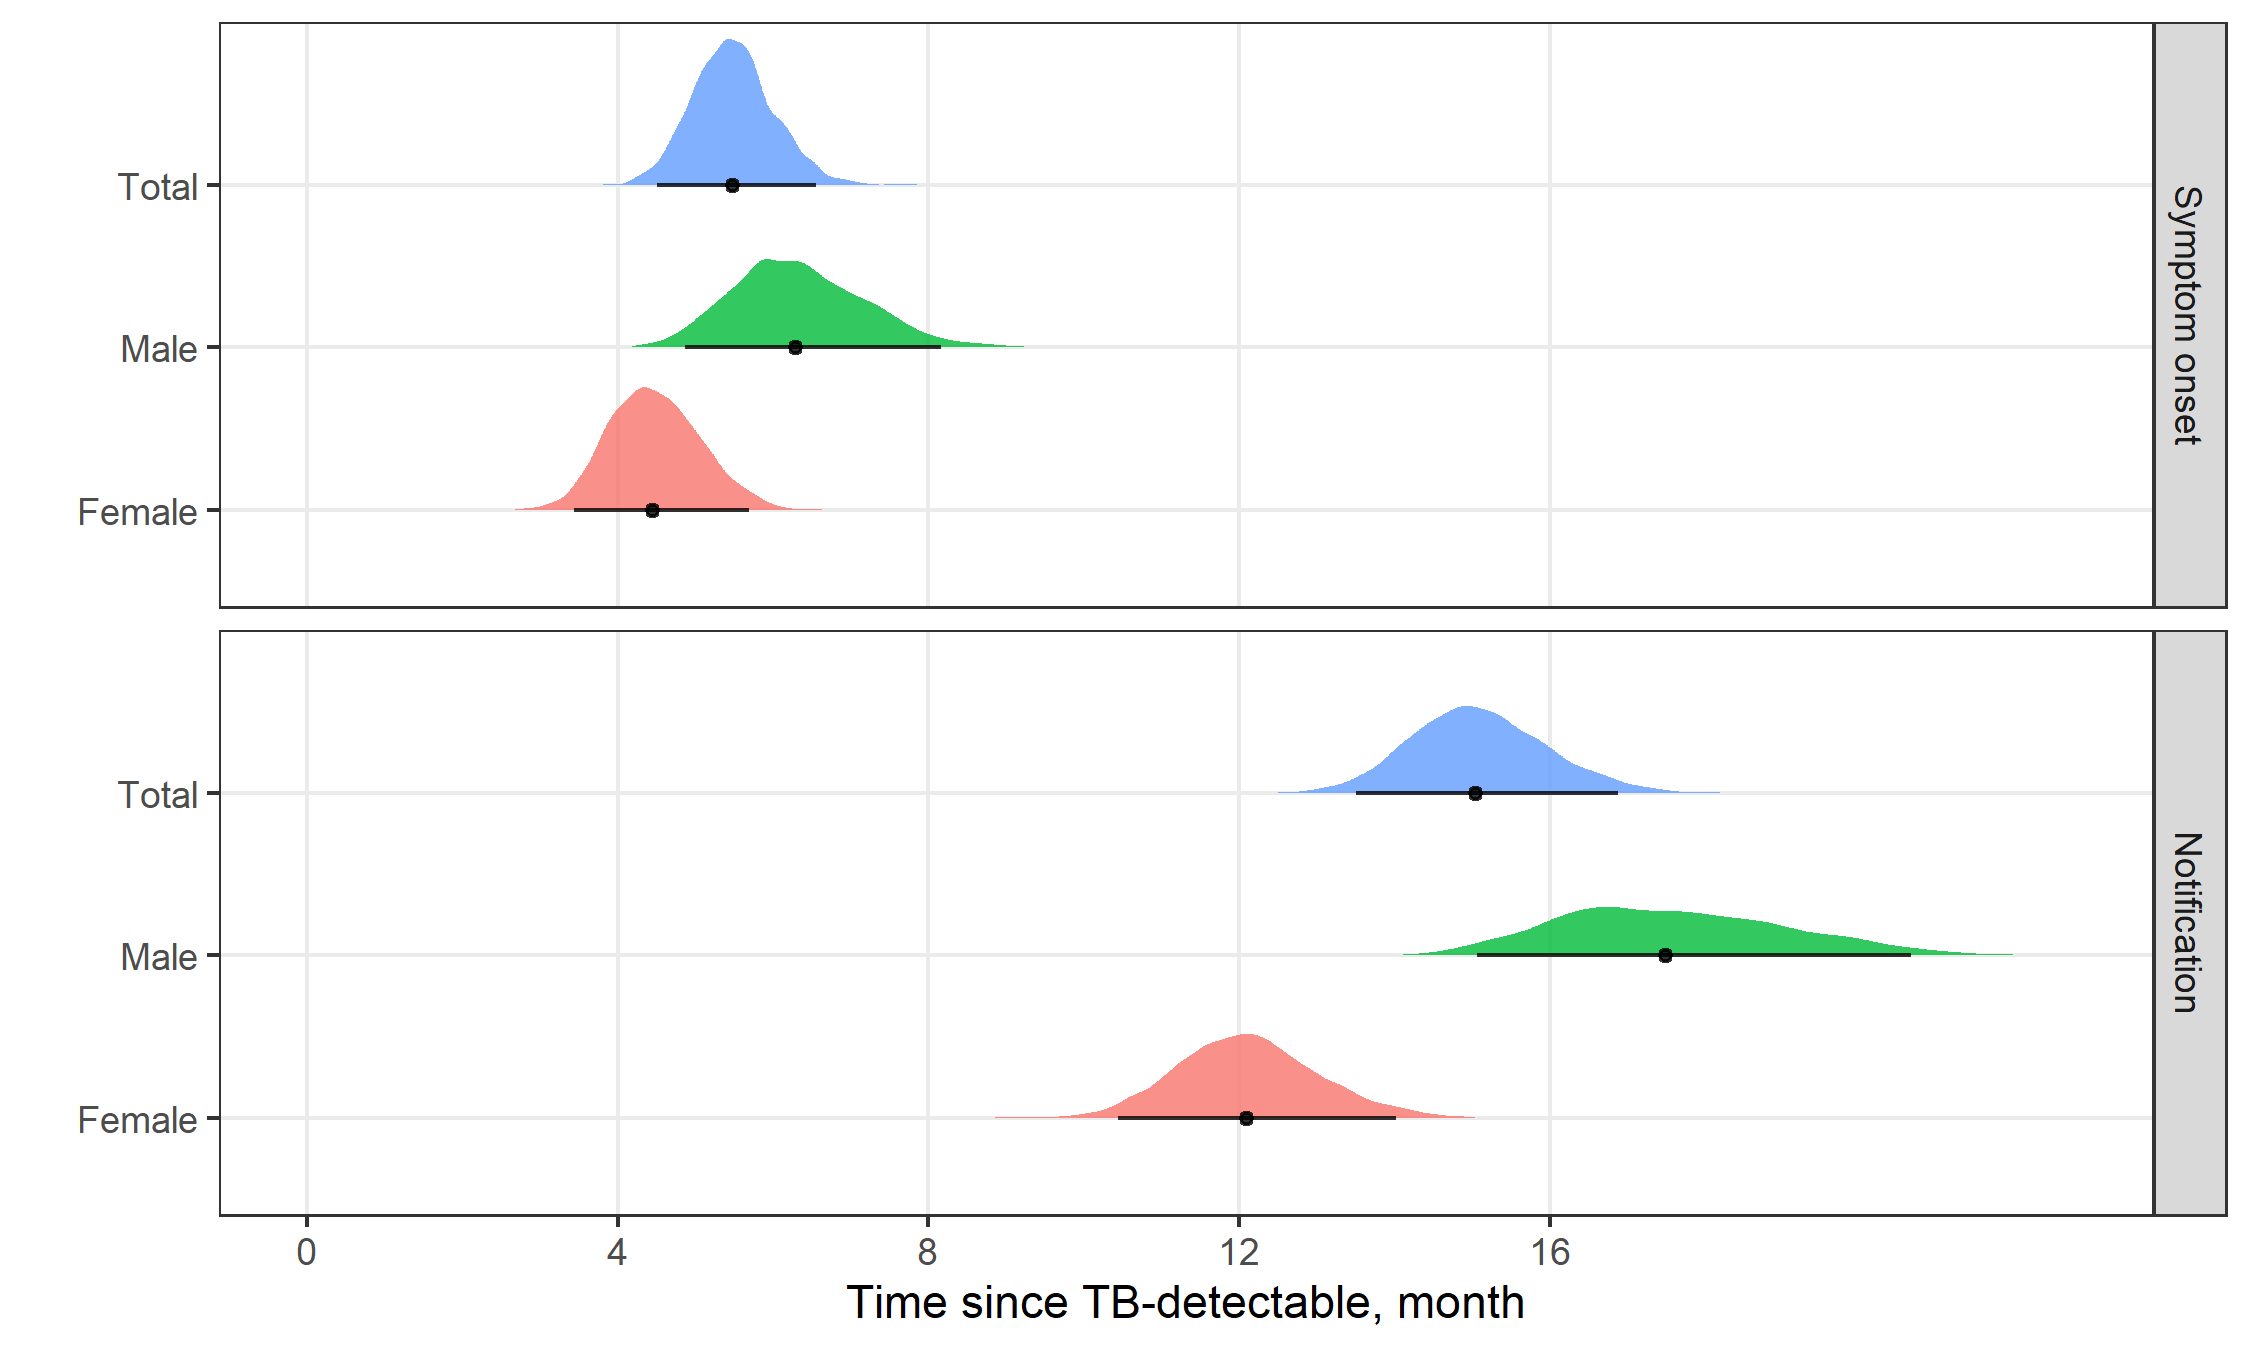 Total
Male
Female
Symptom onset
Total
Male
Female
Notification
0 4 8 12 16
Time since TB-detectable, month